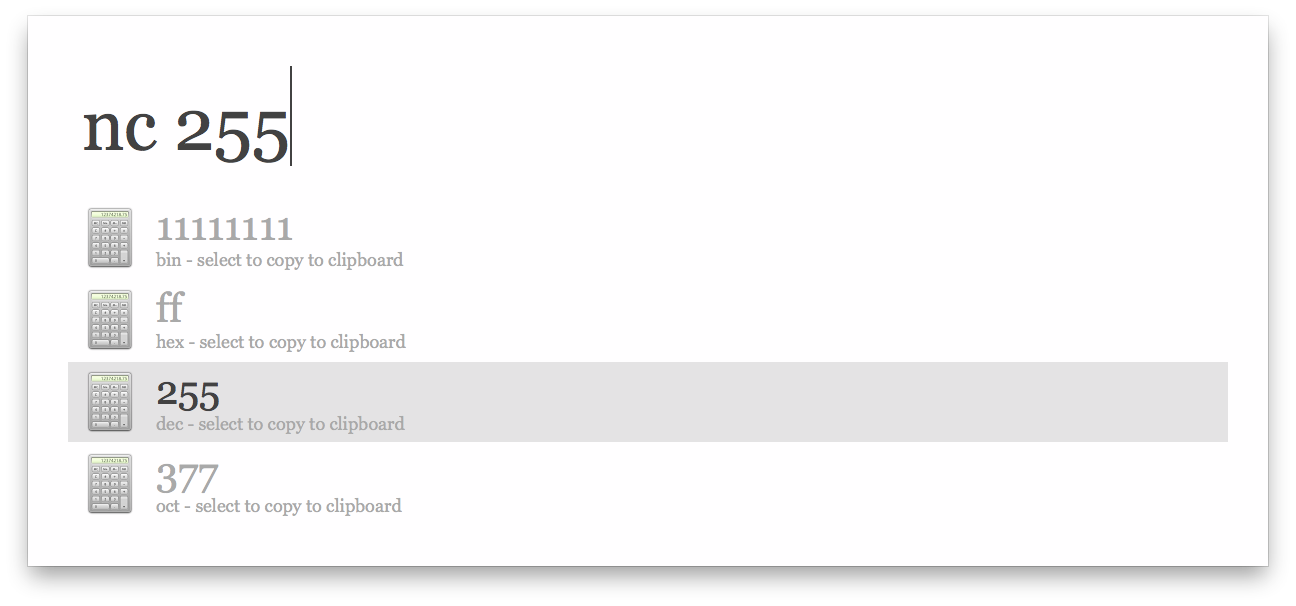 nc 255
11111111
bin - select to copy to clipboard
ff
hex - select to copy to clipboard
255
dec - select to copy to clipboard
377
oct - select to copy to clipboard